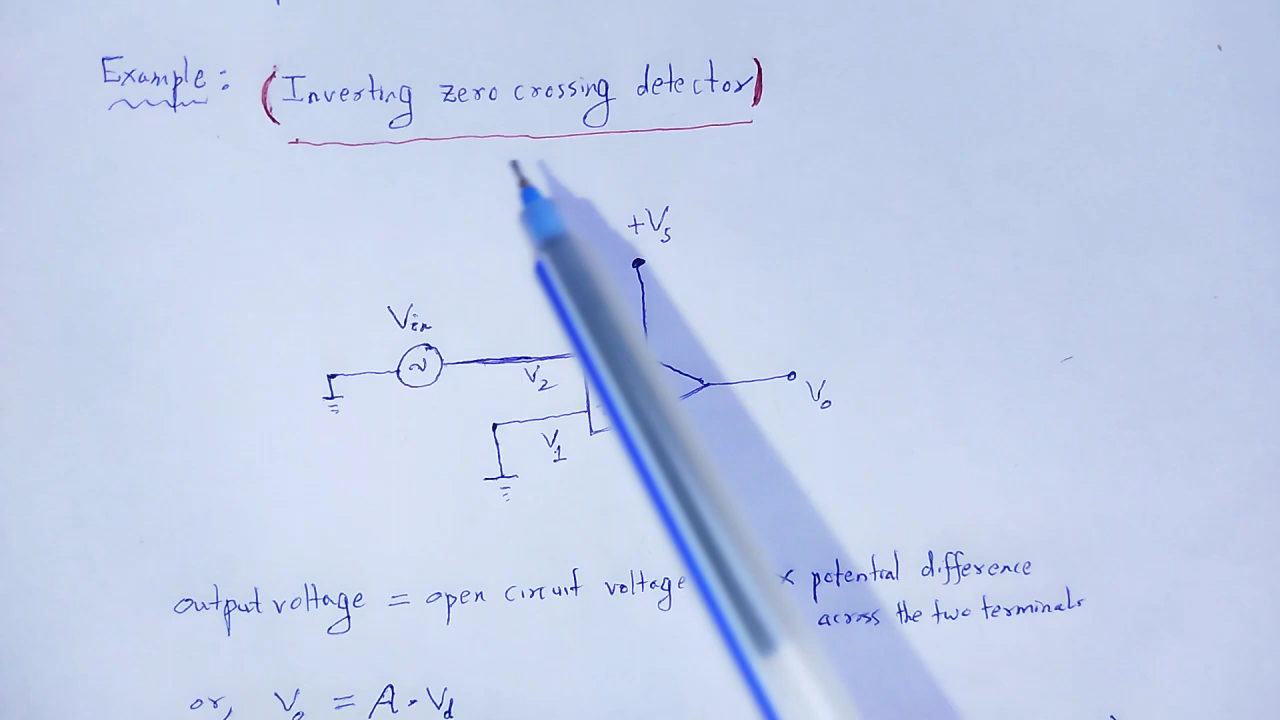 Example: (Inverting zero crossing detector)
+Vs
Vin
V2
V1
Vo
output voltage = open circuit voltage × potential difference
across the two terminals
or, Vo = A · Vd